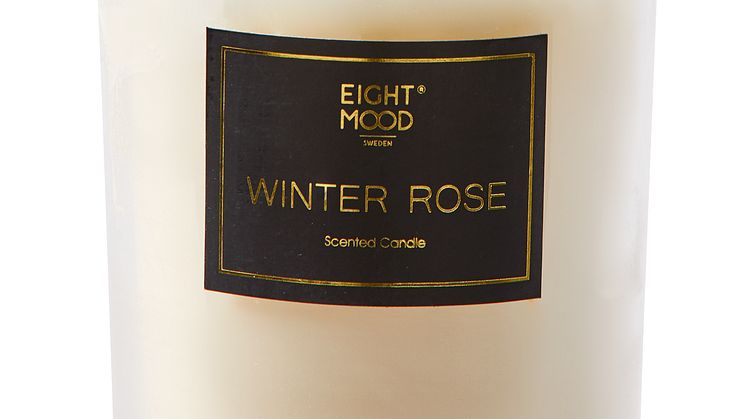 EIGHT®
MOOD
SWEDEN
WINTER ROSE
Scented Candle